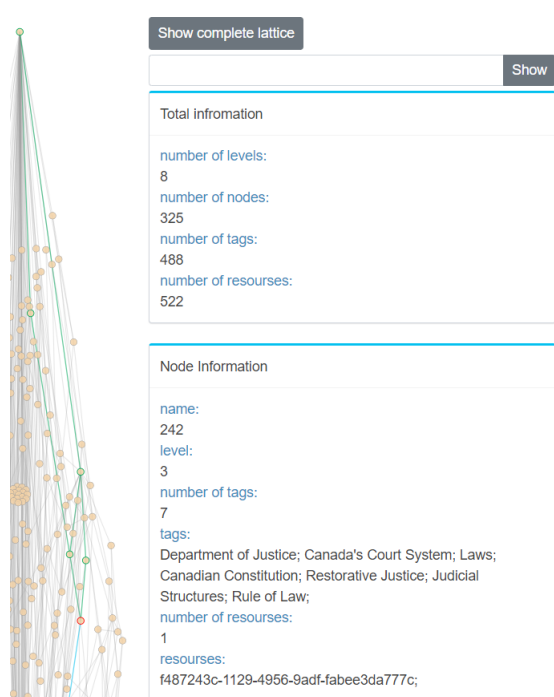 Show complete lattice
Show
Total infromation
number of levels:
8
number of nodes:
325
number of tags:
488
number of resourses:
522
Node Information
name:
242
level:
3
number of tags:
7
tags:
Department of Justice; Canada's Court System; Laws;
Canadian Constitution; Restorative Justice; Judicial
Structures; Rule of Law;
number of resourses:
1
resourses:
f487243c-1129-4956-9adf-fabee3da777c;